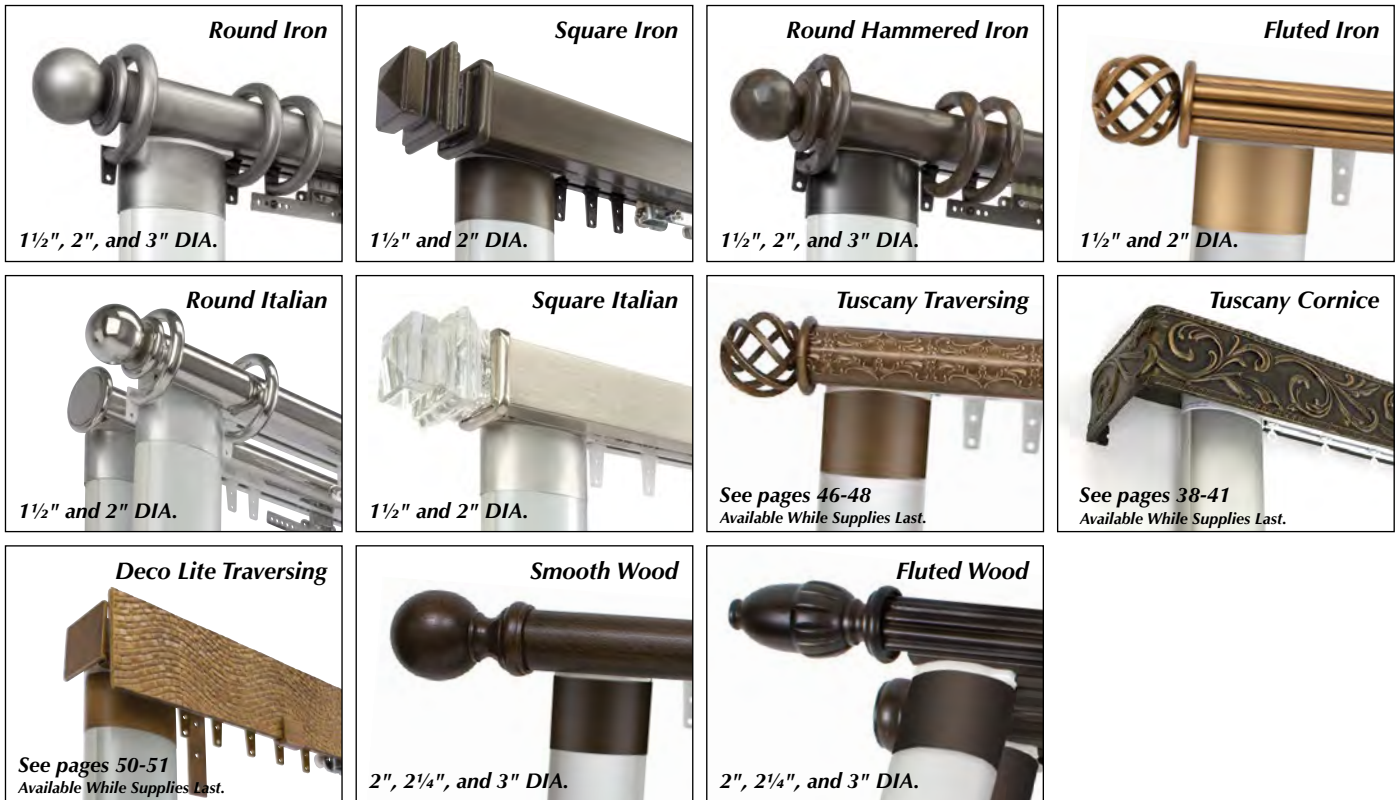 Round Iron
1½", 2", and 3" DIA.
Square Iron
1½" and 2" DIA.
Round Hammered Iron
1½", 2", and 3" DIA.
Fluted Iron
1½" and 2" DIA.
Round Italian
1½" and 2" DIA.
Square Italian
1½" and 2" DIA.
Tuscany Traversing
See pages 46-48
Available While Supplies Last.
Tuscany Cornice
See pages 38-41
Available While Supplies Last.
Deco Lite Traversing
See pages 50-51
Available While Supplies Last.
Smooth Wood
2", 2¼", and 3" DIA.
Fluted Wood
2", 2¼", and 3" DIA.